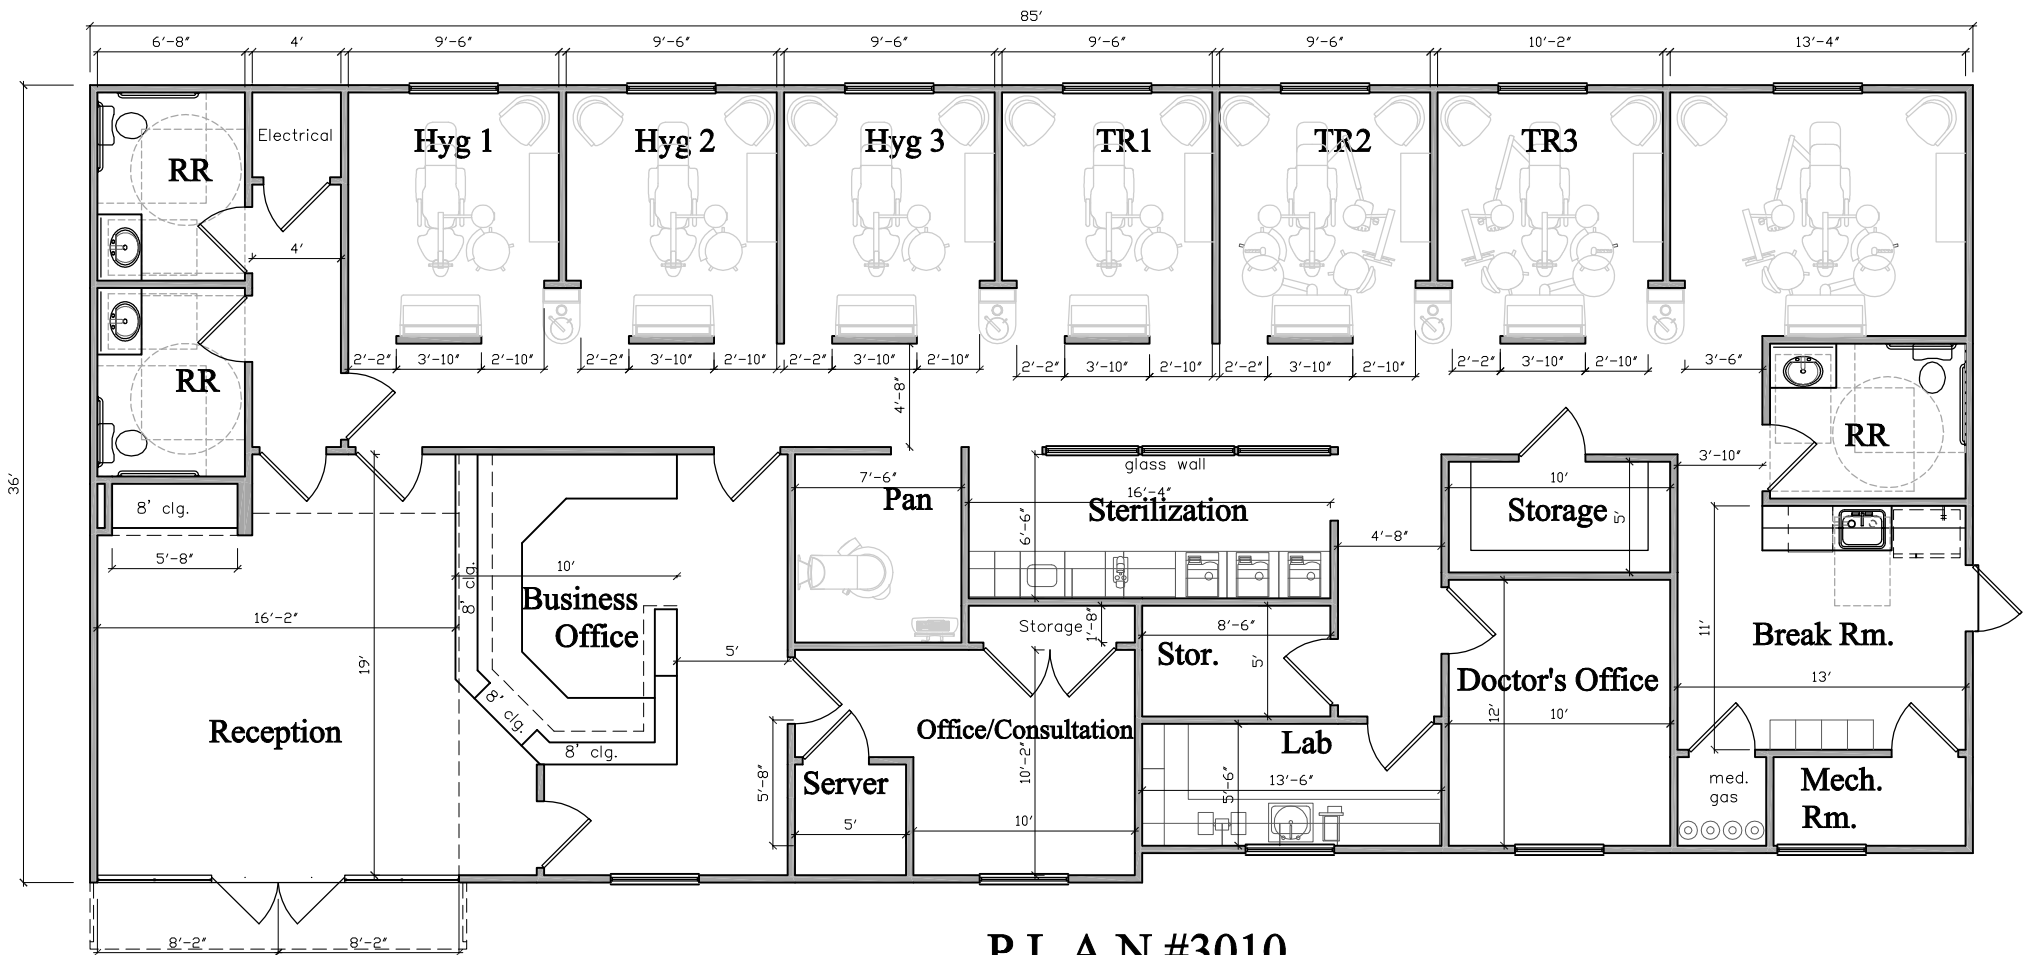 85′
6′-8″ 4′ 9′-6″ 9′-6″ 9′-6″ 9′-6″ 9′-6″ 10′-2″ 13′-4″
36′
RR
Electrical
Hyg 1
Hyg 2
Hyg 3
TR1
TR2
TR3
4′
RR
2′-2″ 3′-10″ 2′-10″
2′-2″ 3′-10″ 2′-10″
2′-2″ 3′-10″ 2′-10″
2′-2″ 3′-10″ 2′-10″
2′-2″ 3′-10″ 2′-10″
2′-2″ 3′-10″ 2′-10″
3′-6″
4′-8″
RR
3′-10″
8’ clg.
5′-8″
7′-6″
Pan
glass wall
16′-4″
Sterilization
6′-6″
4′-8″
10′
Storage
5′
10′
8’ clg.
Business
Office
16′-2″
19′
5′
Storage
1′-8″
8′-6″
Stor.
5′
Break Rm.
11′
13′
Doctor's Office
12′
10′
8’ clg.
8’ clg.
Reception
Office/Consultation
10′-2″
10′
Server
5′-8″
5′
Lab
13′-6″
5′-6″
med.
gas
Mech.
Rm.
8′-2″ 8′-2″
PLAN #3010